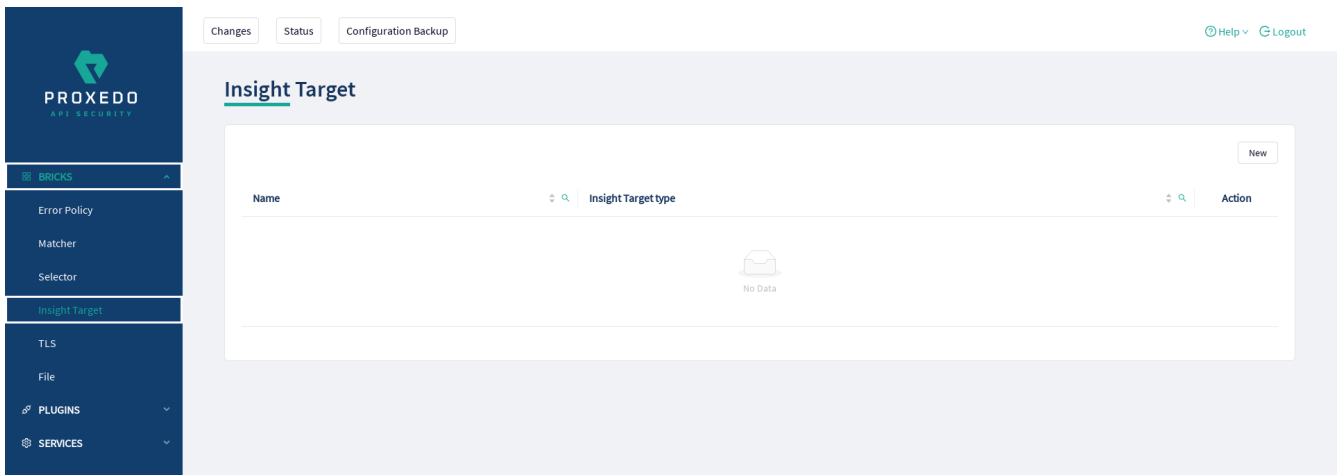 Changes Status Configuration Backup Help Logout
PROXEDO
API SECURITY
Insight Target
New
BRICKS
Name Insight Target type Action
Error Policy
Matcher
Selector
No Data
Insight Target
TLS
File
PLUGINS
SERVICES